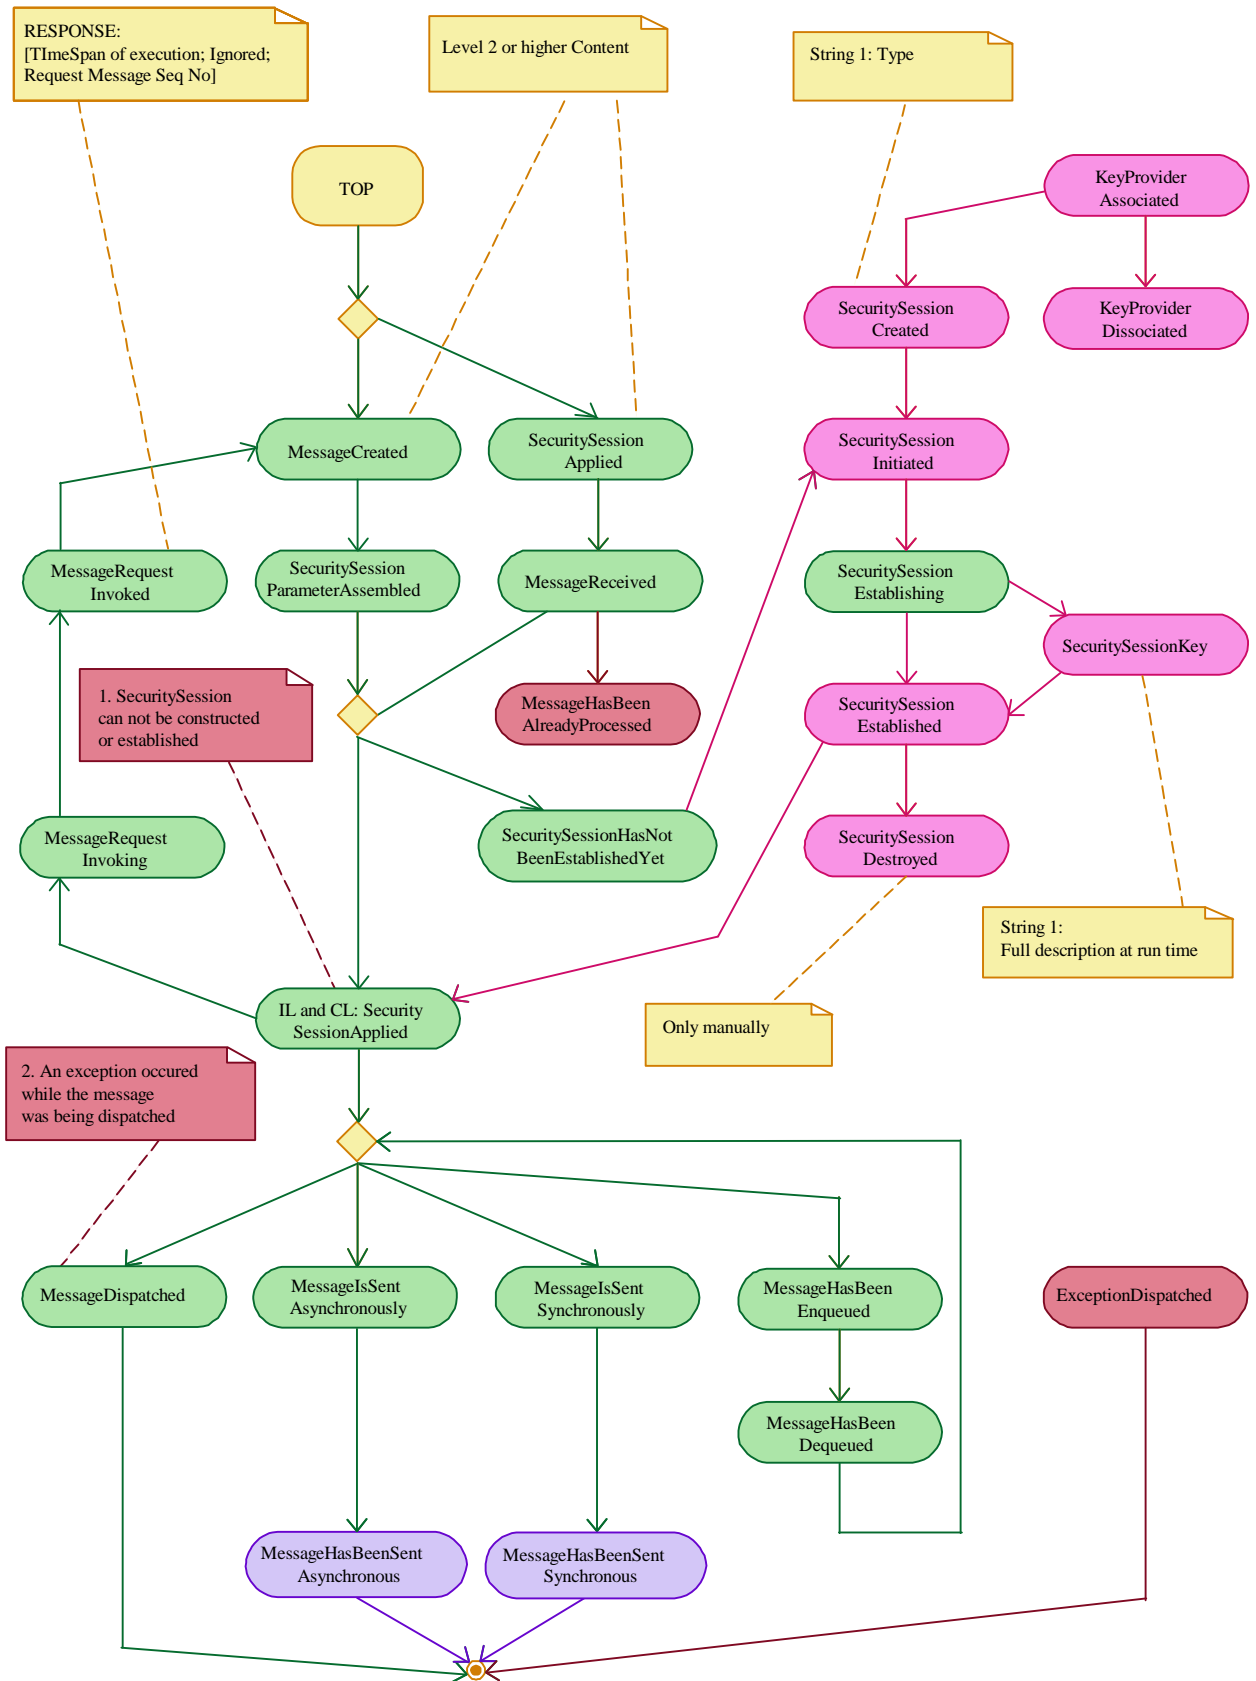 RESPONSE:
[TImeSpan of execution; Ignored;
Request Message Seq No]
Level 2 or higher Content
String 1: Type
TOP
KeyProvider
Associated
SecuritySession
Created
KeyProvider
Dissociated
MessageCreated
SecuritySession
Applied
SecuritySession
Initiated
MessageRequest
Invoked
SecuritySession
ParameterAssembled
MessageReceived
SecuritySession
Establishing
SecuritySessionKey
1. SecuritySession
can not be constructed
or established
MessageHasBeen
AlreadyProcessed
SecuritySession
Established
MessageRequest
Invoking
SecuritySessionHasNot
BeenEstablishedYet
SecuritySession
Destroyed
String 1:
Full description at run time
IL and CL: Security
SessionApplied
Only manually
2. An exception occured
while the message
was being dispatched
MessageDispatched
MessageIsSent
Asynchronously
MessageIsSent
Synchronously
MessageHasBeen
Enqueued
ExceptionDispatched
MessageHasBeen
Dequeued
MessageHasBeenSent
Asynchronous
MessageHasBeenSent
Synchronous